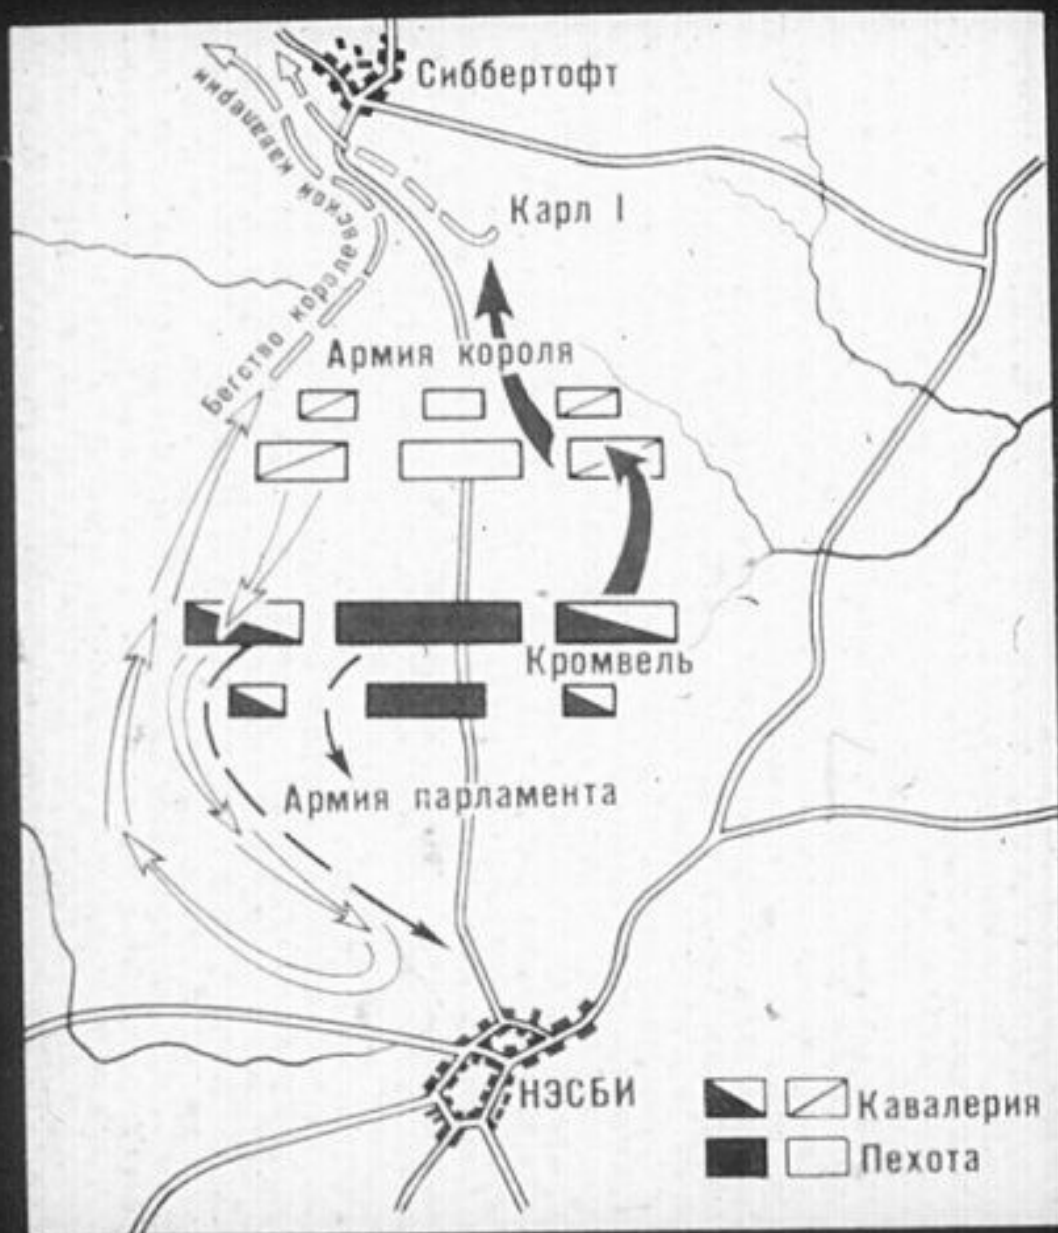 Сиббертофт
Карл I
Бегство королевской кавалерии
Армия короля
Кромвель
Армия парламента
НЭСБИ
Кавалерия
Пехота